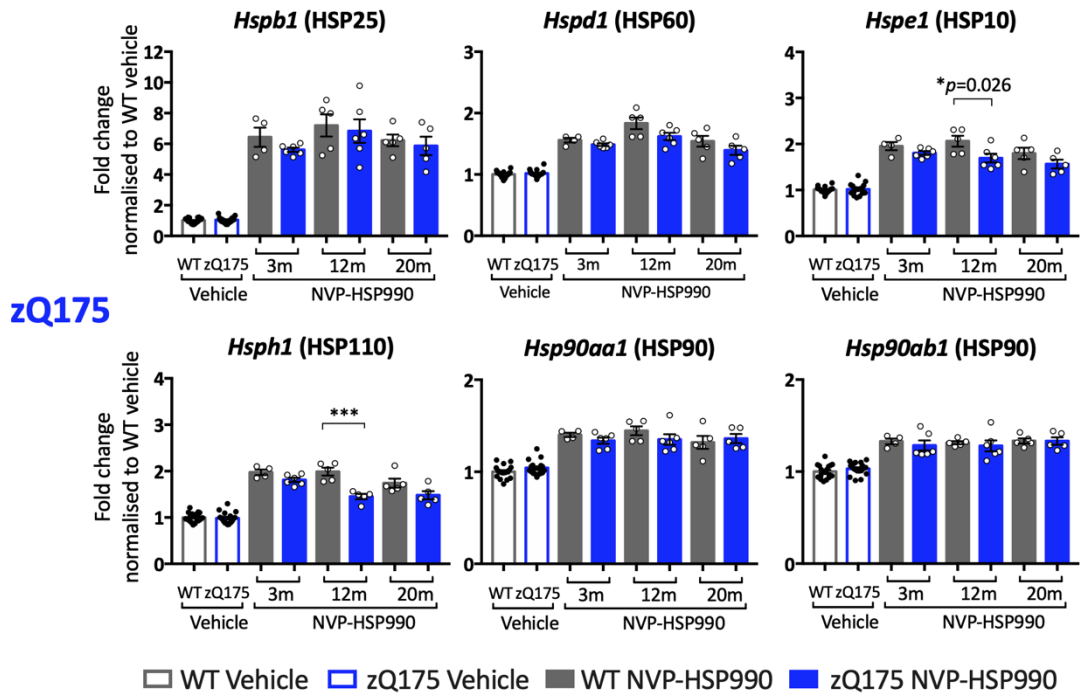 Hspb1 (HSP25)
Hspd1 (HSP60)
Hspe1 (HSP10)
Fold change
normalised to WT vehicle
12
10
8
6
4
2
0
WT zQ175
3m
12m
20m
Vehicle
NVP-HSP990
3
2
1
0
WT zQ175
3m
12m
20m
Vehicle
NVP-HSP990
4
3
2
1
0
*p=0.026
WT zQ175
3m
12m
20m
Vehicle
NVP-HSP990
zQ175
Hsph1 (HSP110)
Hsp90aa1 (HSP90)
Hsp90ab1 (HSP90)
Fold change
normalised to WT vehicle
4
3
2
1
0
***
WT zQ175
3m
12m
20m
Vehicle
NVP-HSP990
2
1
0
WT zQ175
3m
12m
20m
Vehicle
NVP-HSP990
2
1
0
WT zQ175
3m
12m
20m
Vehicle
NVP-HSP990
WT Vehicle zQ175 Vehicle WT NVP-HSP990 zQ175 NVP-HSP990